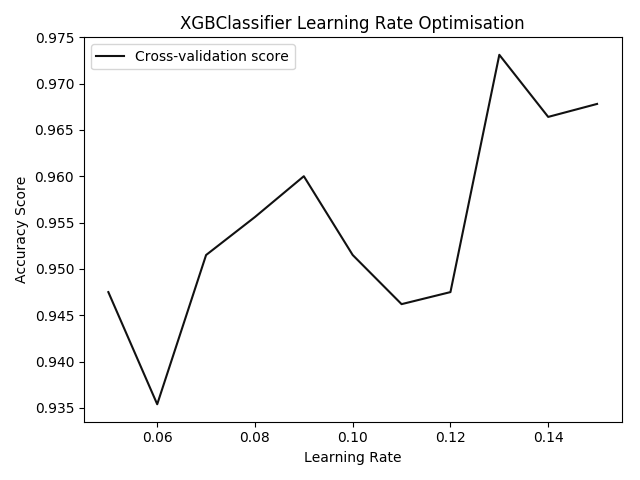 XGBClassifier Learning Rate Optimisation
Cross-validation score
Accuracy Score
0.975
0.970
0.965
0.960
0.955
0.950
0.945
0.940
0.935
0.06 0.08 0.10 0.12 0.14
Learning Rate